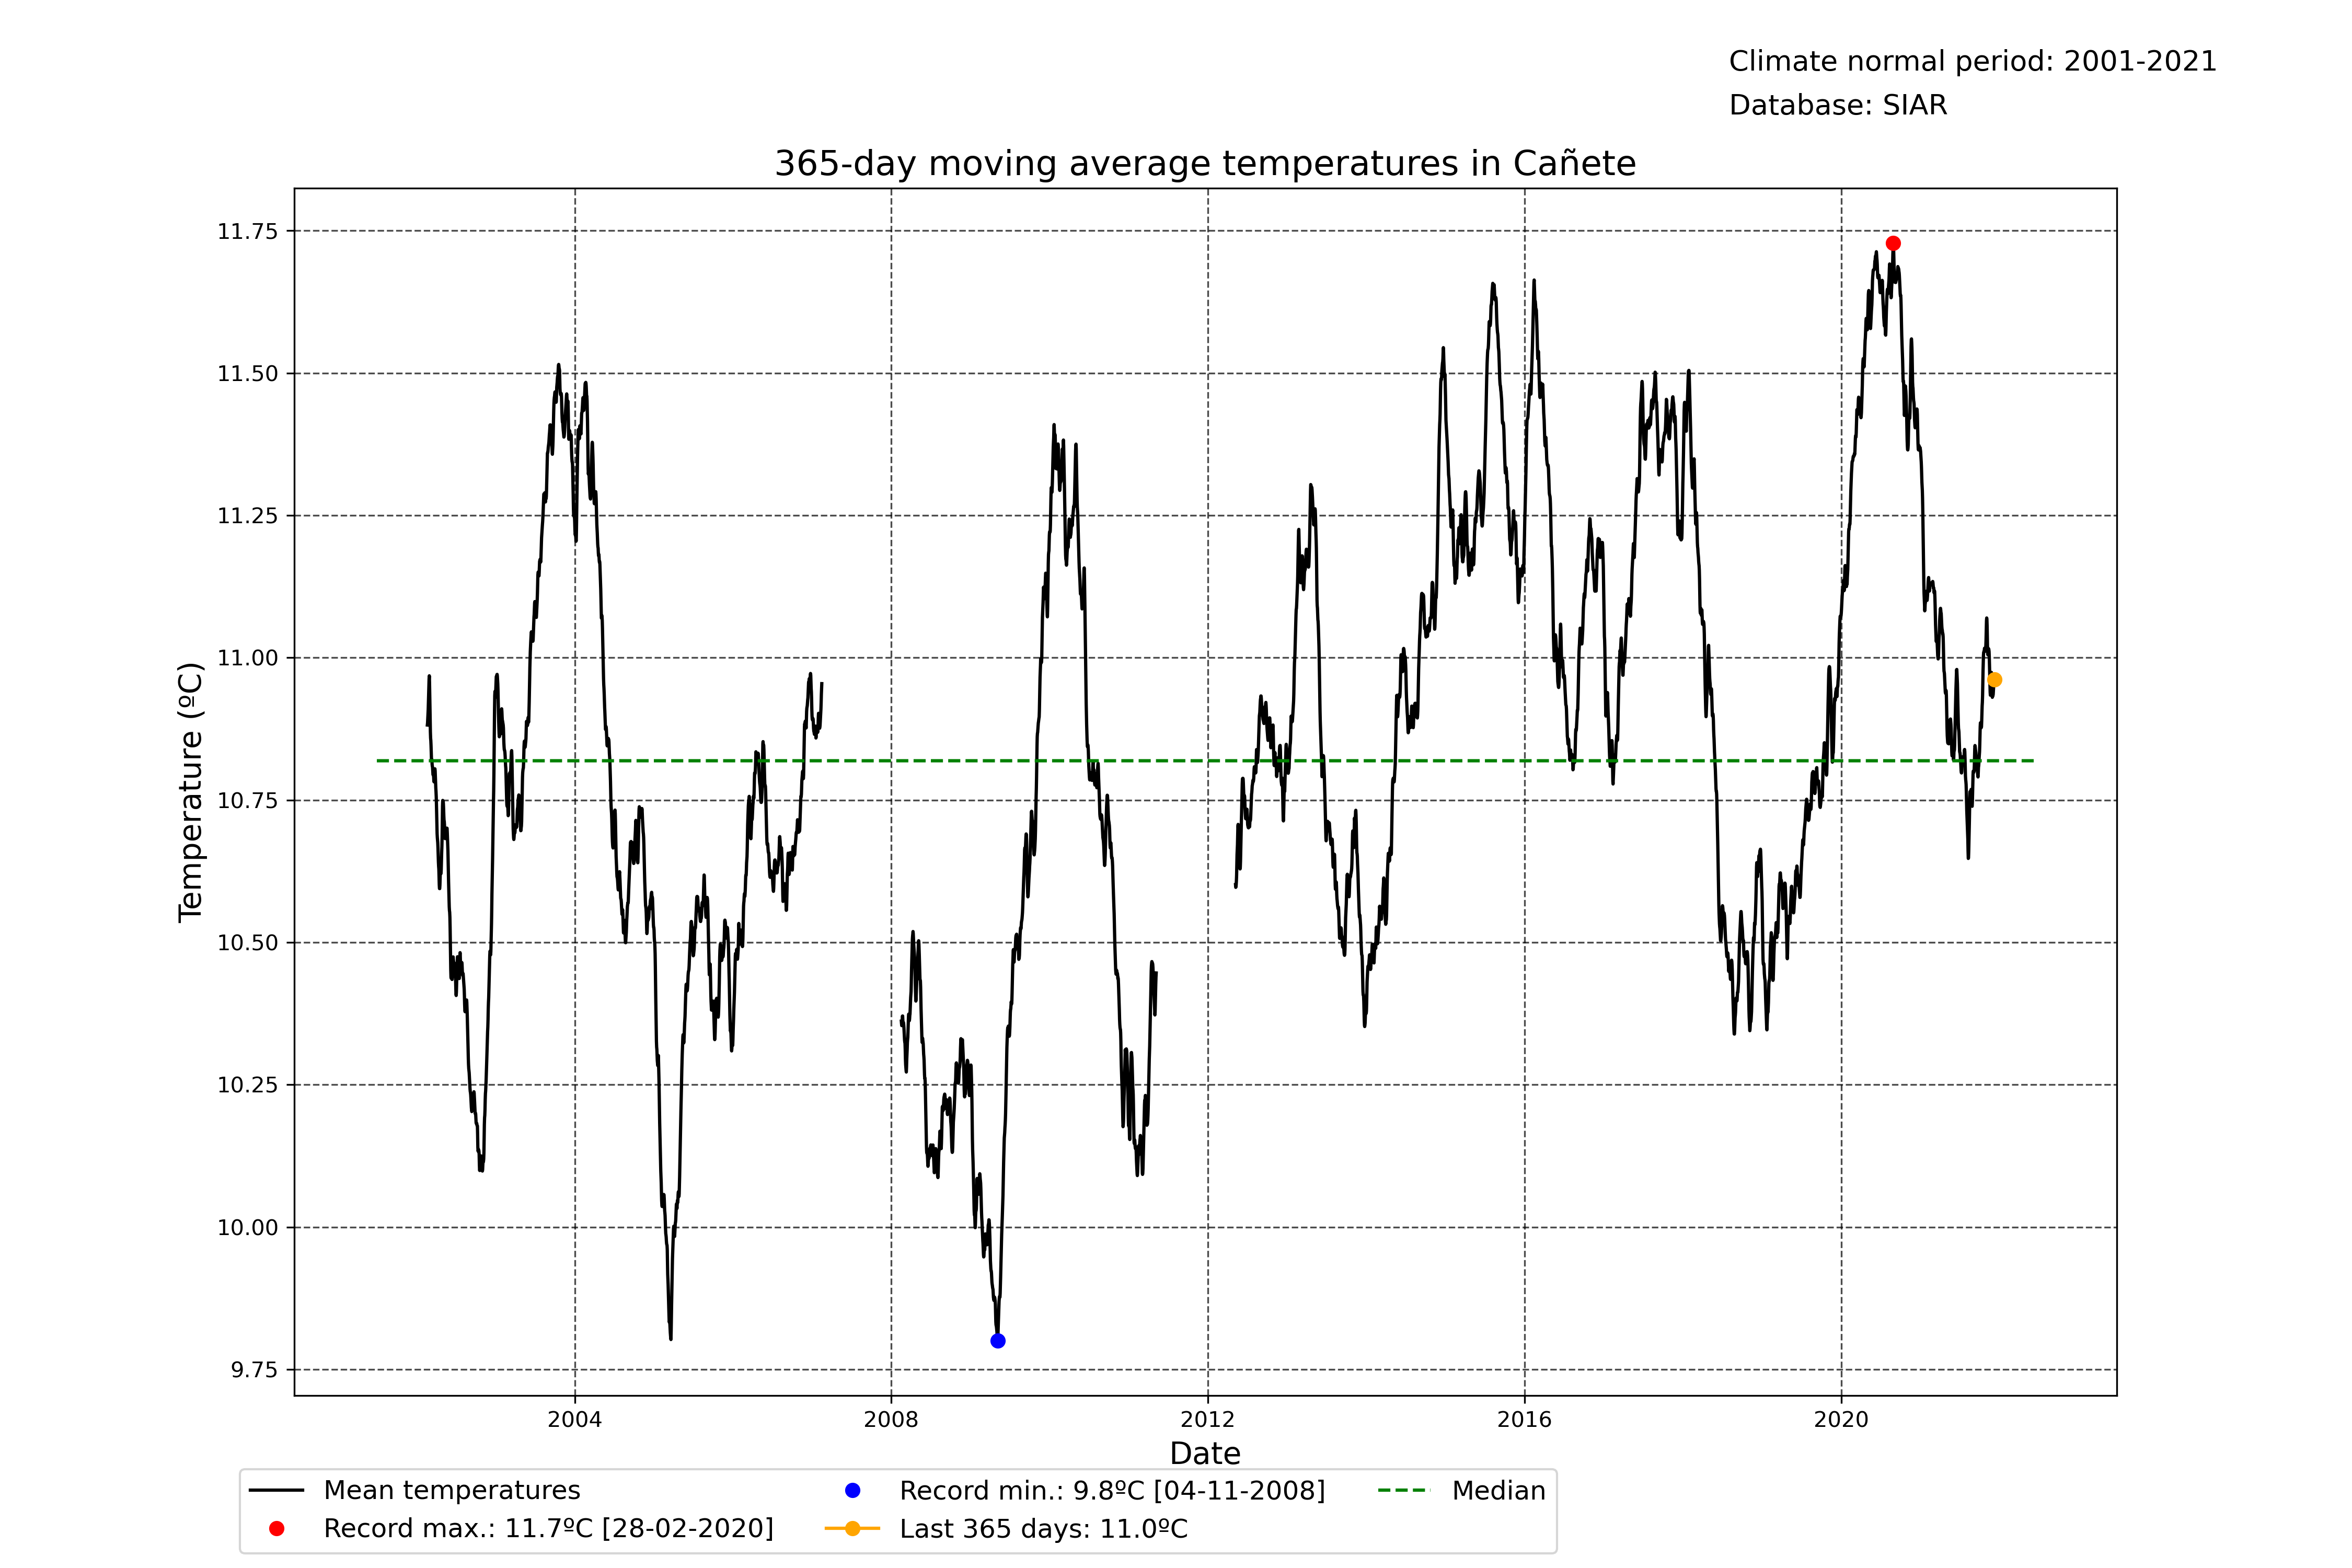 Climate normal period: 2001-2021
Database: SIAR
365-day moving average temperatures in Cañete
11.75
11.50
11.25
11.00
10.75
10.50
10.25
10.00
9.75
Temperature (ºC)
2004 2008 2012 2016 2020
Date
Mean temperatures
Record max.: 11.7ºC [28-02-2020]
Record min.: 9.8ºC [04-11-2008]
Last 365 days: 11.0ºC
Median